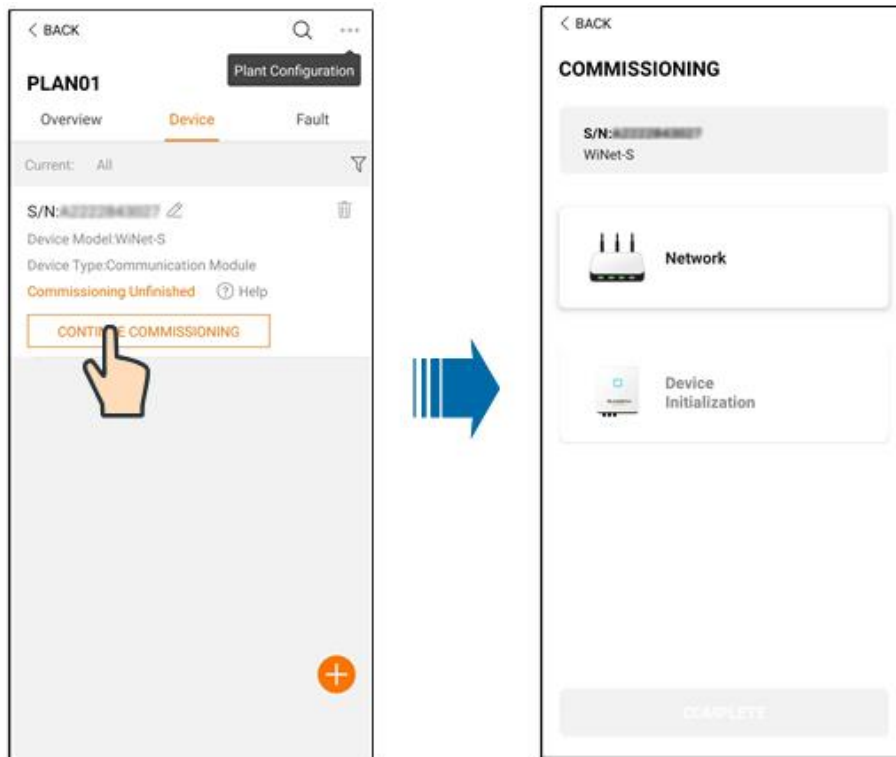 < BACK
Plant Configuration
PLAN01
Overview Device Fault
Current: All
S/N:
Device Model:WiNet-S
Device Type:Communication Module
Commissioning Unfinished ? Help
CONTINUE COMMISSIONING
< BACK
COMMISSIONING
S/N:
WiNet-S
Network
Device
Initialization
COMPLETE